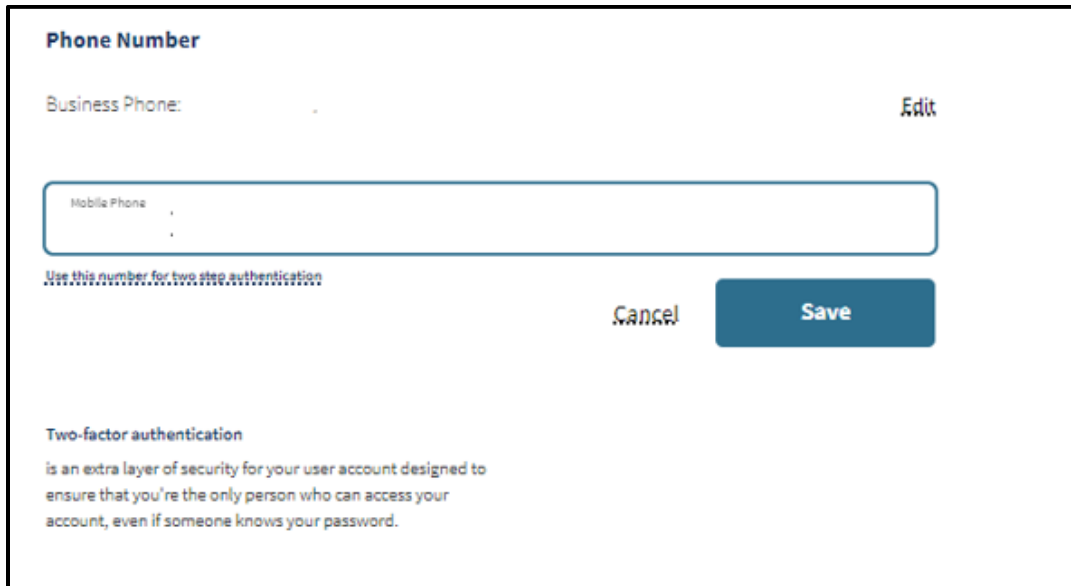 Phone Number
Business Phone:
Edit
Mobile Phone
Use this number for two step authentication
Cancel
Save
Two-factor authentication
is an extra layer of security for your user account designed to
ensure that you're the only person who can access your
account, even if someone knows your password.